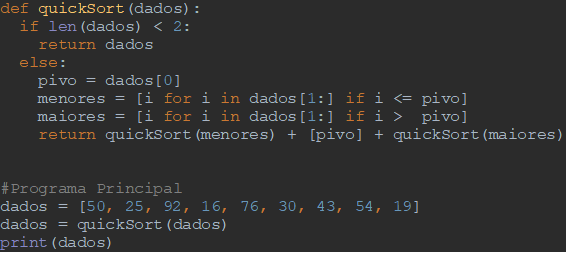 def quickSort(dados):
  if len(dados) < 2:
    return dados
  else:
    pivo = dados[0]
    menores = [i for i in dados[1:] if i <= pivo]
    maiores = [i for i in dados[1:] if i >  pivo]
    return quickSort(menores) + [pivo] + quickSort(maiores)
#Programa Principal
dados = [50, 25, 92, 16, 76, 30, 43, 54, 19]
dados = quickSort(dados)
print(dados)